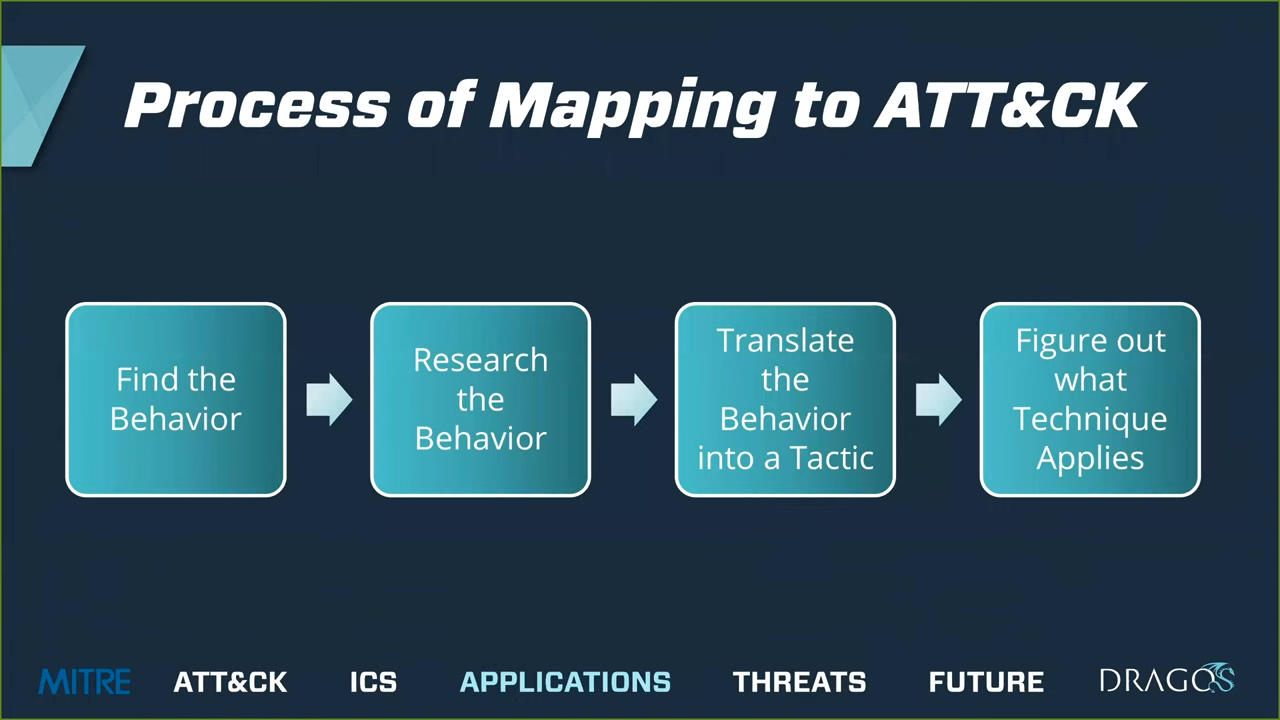 Process of Mapping to ATT&CK
Find the
Behavior
Research
the
Behavior
Translate
the
Behavior
into a Tactic
Figure out
what
Technique
Applies
MITRE ATT&CK ICS APPLICATIONS THREATS FUTURE DRAGOS